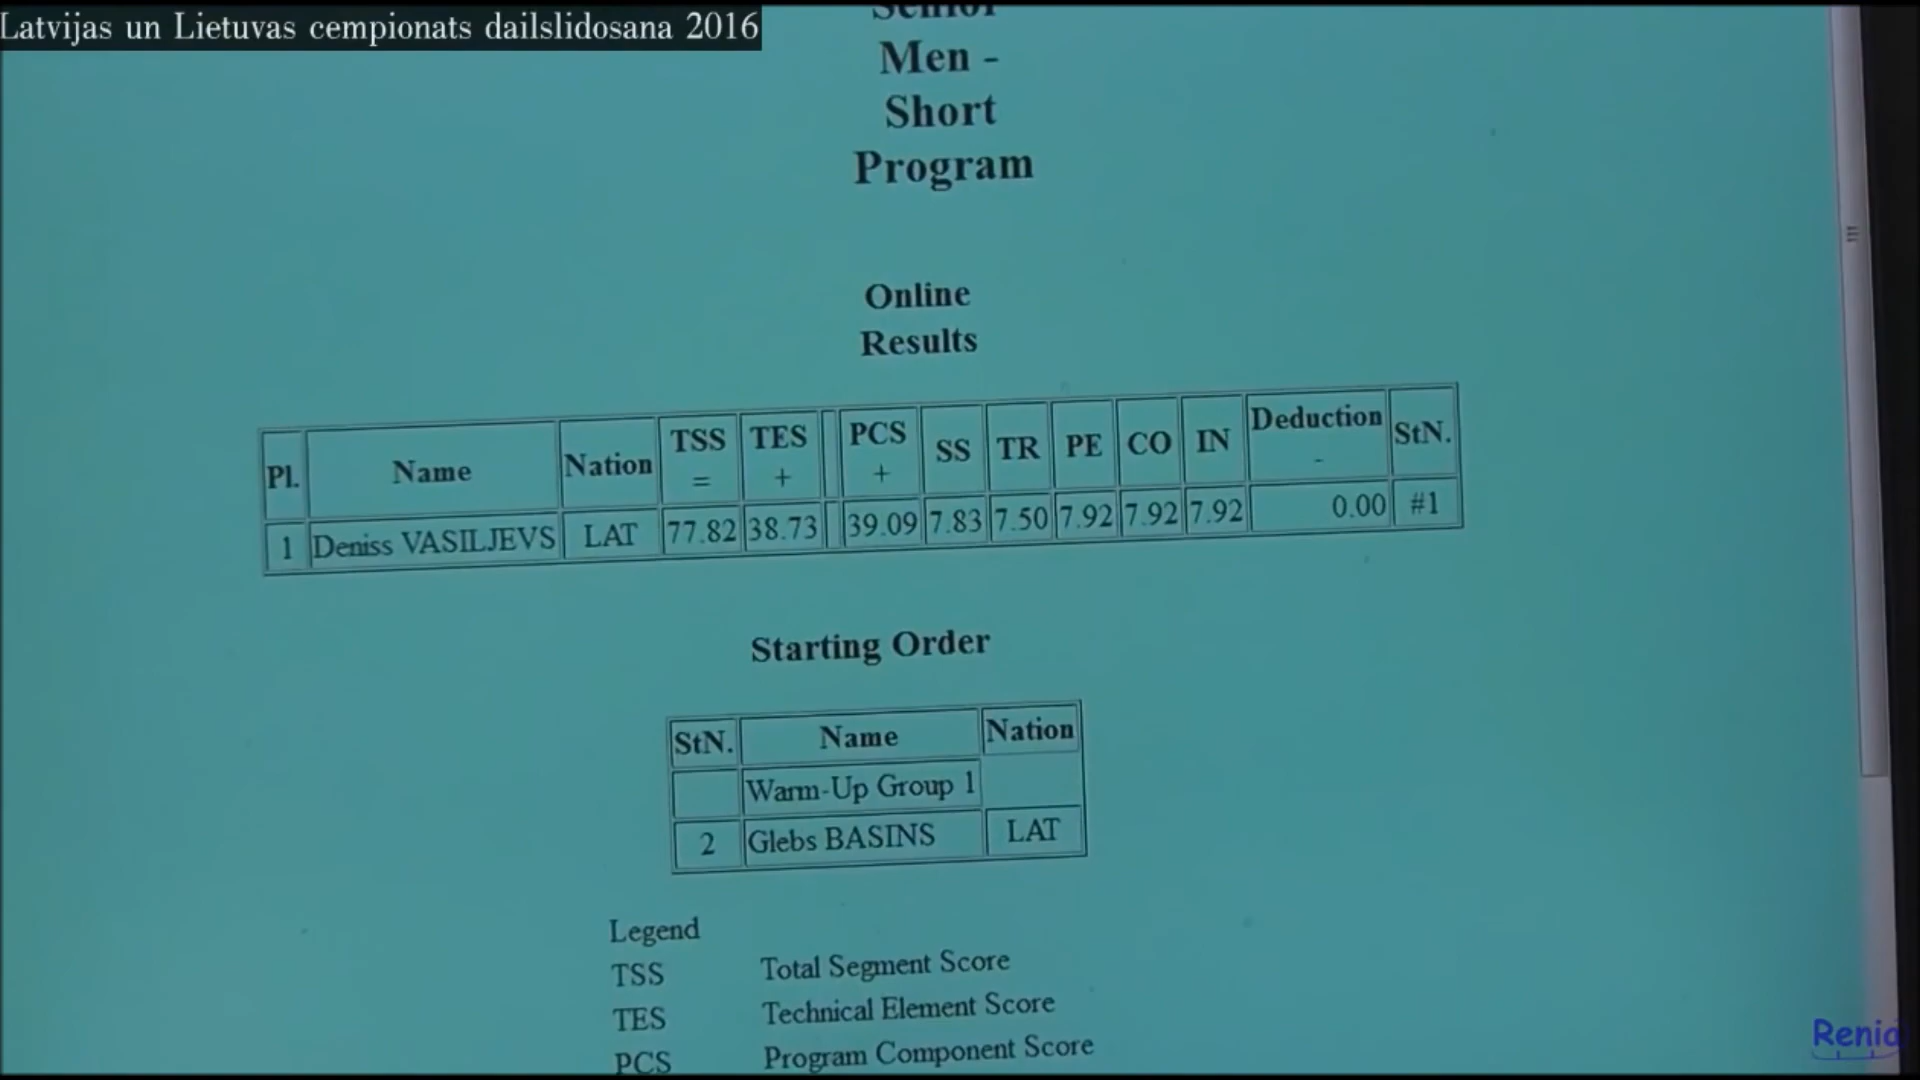 Latvijas un Lietuvas cempionats dailslidosana 2016
Senior
Men -
Short
Program
Online
Results
Pl. Name Nation TSS = TES + PCS + SS TR PE CO IN Deduction - StN.
1 Deniss VASILJEVS LAT 77.82 38.73 39.09 7.83 7.50 7.92 7.92 7.92 0.00 #1
Starting Order
StN. Name Nation
Warm-Up Group 1
2 Glebs BASINS LAT
Legend
TSS Total Segment Score
TES Technical Element Score
PCS Program Component Score
Renia